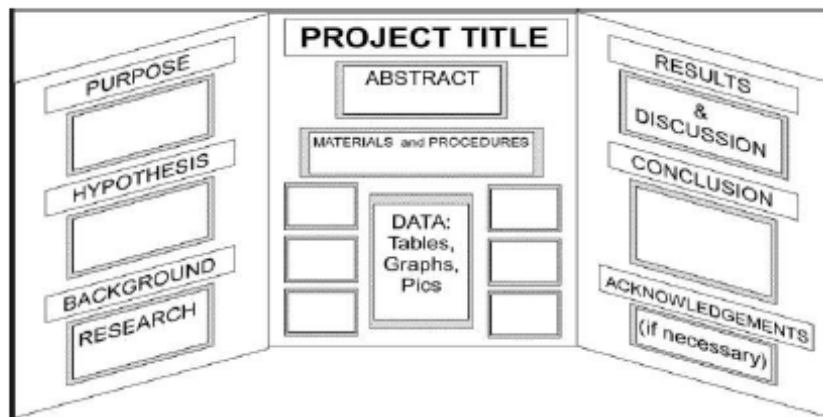 PURPOSE
HYPOTHESIS
BACKGROUND
RESEARCH
PROJECT TITLE
ABSTRACT
MATERIALS and PROCEDURES
DATA:
Tables,
Graphs,
Pics
RESULTS
&
DISCUSSION
CONCLUSION
ACKNOWLEDGEMENTS
(if necessary)